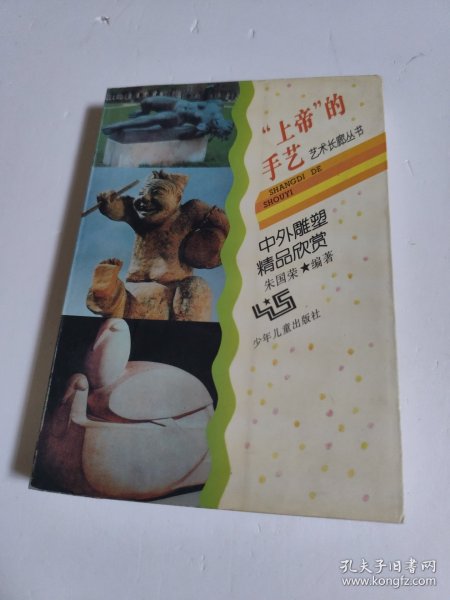 “上帝”的
手艺 艺术长廊丛书
SHANGDI DE
SHOUYI
中外雕塑
精品欣赏
朱国荣★编著
少年儿童出版社
孔夫子旧书网
www.kongfz.com